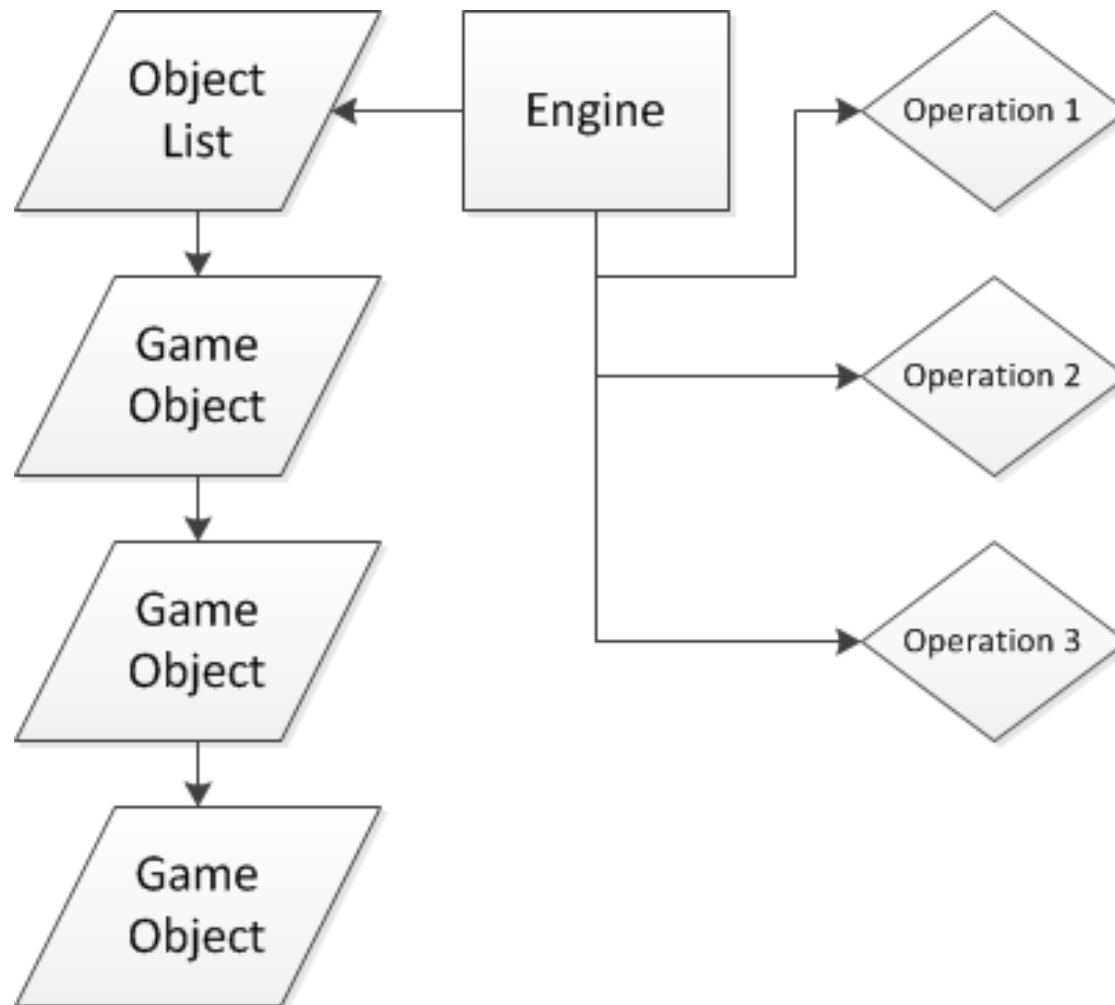 Object
List
Engine
Operation 1
Game
Object
Operation 2
Game
Object
Operation 3
Game
Object